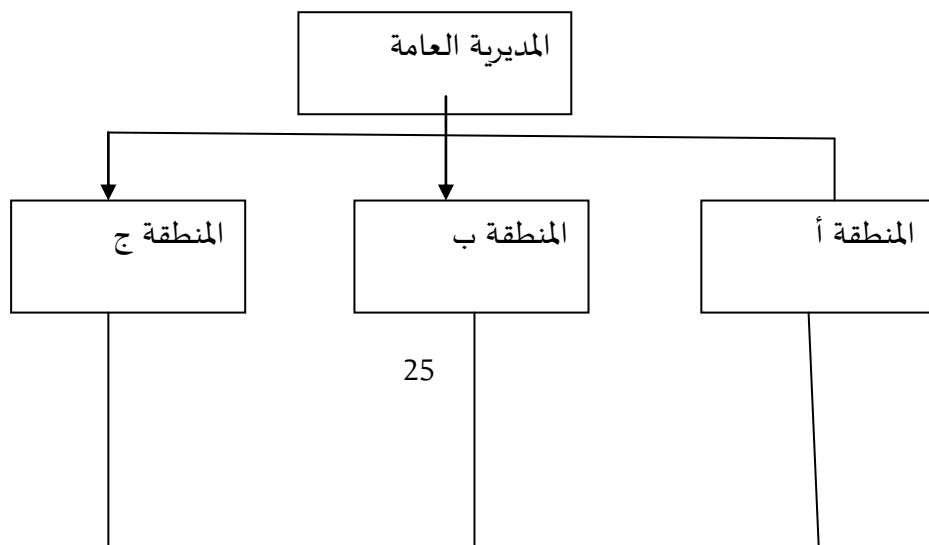 المديرية العامة
المنطقة أ
المنطقة ب
المنطقة ج
25